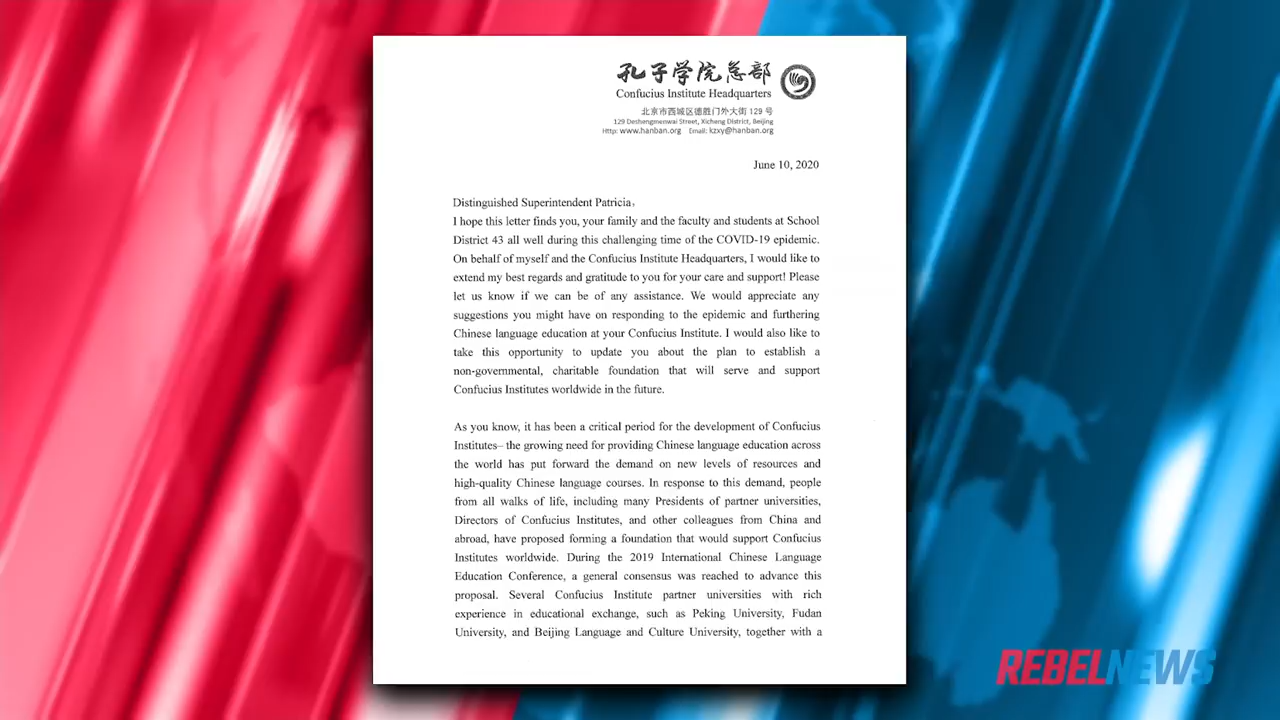 孔子学院总部
Confucius Institute Headquarters
北京市西城区德胜门外大街 129 号
129 Deshengmenwai Street, Xicheng District, Beijing
Http: www.hanban.org Email: kzxy@hanban.org
June 10, 2020
Distinguished Superintendent Patricia,
I hope this letter finds you, your family and the faculty and students at School
District 43 all well during this challenging time of the COVID-19 epidemic.
On behalf of myself and the Confucius Institute Headquarters, I would like to
extend my best regards and gratitude to you for your care and support! Please
let us know if we can be of any assistance. We would appreciate any
suggestions you might have on responding to the epidemic and furthering
Chinese language education at your Confucius Institute. I would also like to
take this opportunity to update you about the plan to establish a
non-governmental, charitable foundation that will serve and support
Confucius Institutes worldwide in the future.
As you know, it has been a critical period for the development of Confucius
Institutes– the growing need for providing Chinese language education across
the world has put forward the demand on new levels of resources and
high-quality Chinese language courses. In response to this demand, people
from all walks of life, including many Presidents of partner universities,
Directors of Confucius Institutes, and other colleagues from China and
abroad, have proposed forming a foundation that would support Confucius
Institutes worldwide. During the 2019 International Chinese Language
Education Conference, a general consensus was reached to advance this
proposal. Several Confucius Institute partner universities with rich
experience in educational exchange, such as Peking University, Fudan
University, and Beijing Language and Culture University, together with a
REBELNEWS